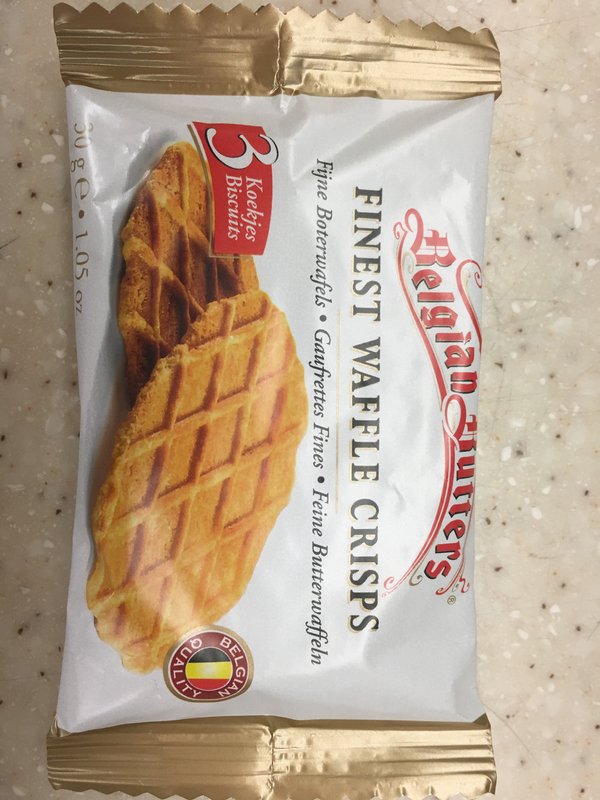 Belgian Butters®
FINEST WAFFLE CRISPS
Fijne Boterwafels • Gaufrettes Fines • Feine Butterwaffeln
3 Koekjes
Biscuits
BELGIAN
QUALITY
30 g e • 1.05 oz